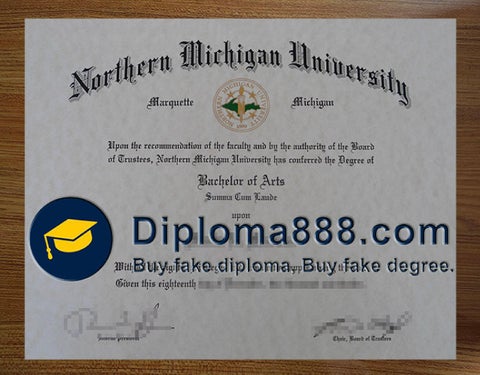 Northern Michigan University
Marquette Michigan
Upon the recommendation of the faculty and by the authority of the Board
of Trustees, Northern Michigan University has conferred the Degree of
Bachelor of Arts
Summa Cum Laude
upon
Diploma888.com
Buy fake diploma. Buy fake degree.
Given this eighteenth
Chair, Board of Trustees